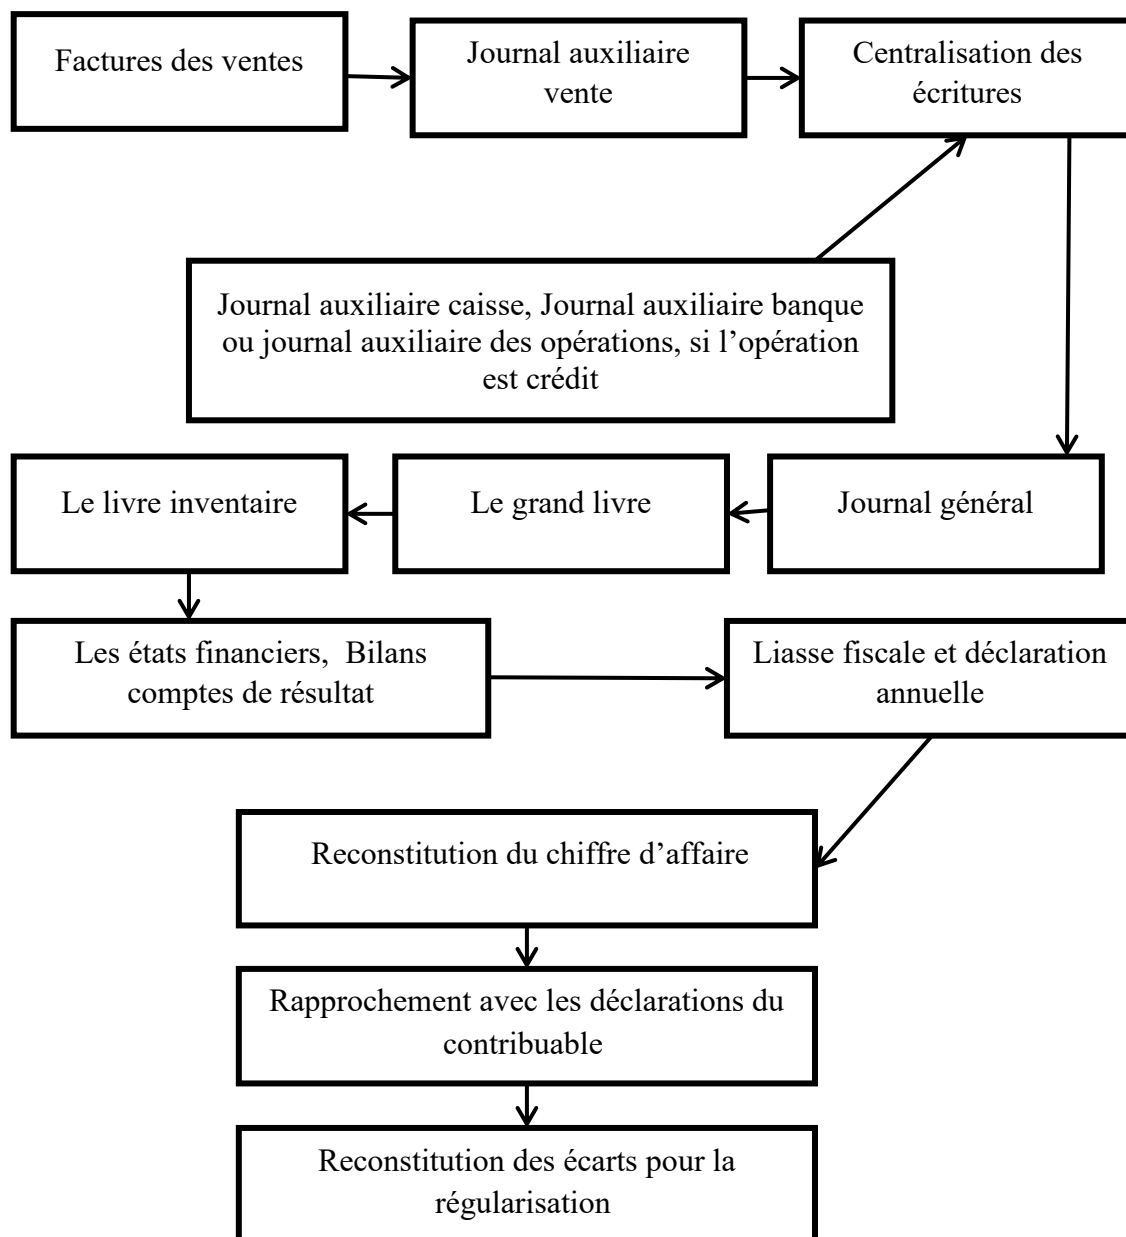 Factures des ventes
Journal auxiliaire
vente
Centralisation des
écritures
Journal auxiliaire caisse, Journal auxiliaire banque
ou journal auxiliaire des opérations, si l’opération
est crédit
Le livre inventaire
Le grand livre
Journal général
Les états financiers,  Bilans
comptes de résultat
Liasse fiscale et déclaration
annuelle
Reconstitution du chiffre d’affaire
Rapprochement avec les déclarations du
contribuable
Reconstitution des écarts pour la
régularisation